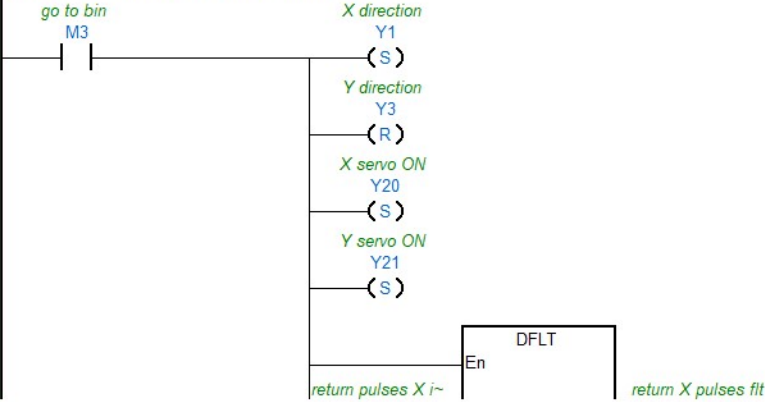 go to bin
M3
X direction
Y1
S
Y direction
Y3
R
X servo ON
Y20
S
Y servo ON
Y21
S
DFLT
En
return pulses X i~
return X pulses flt